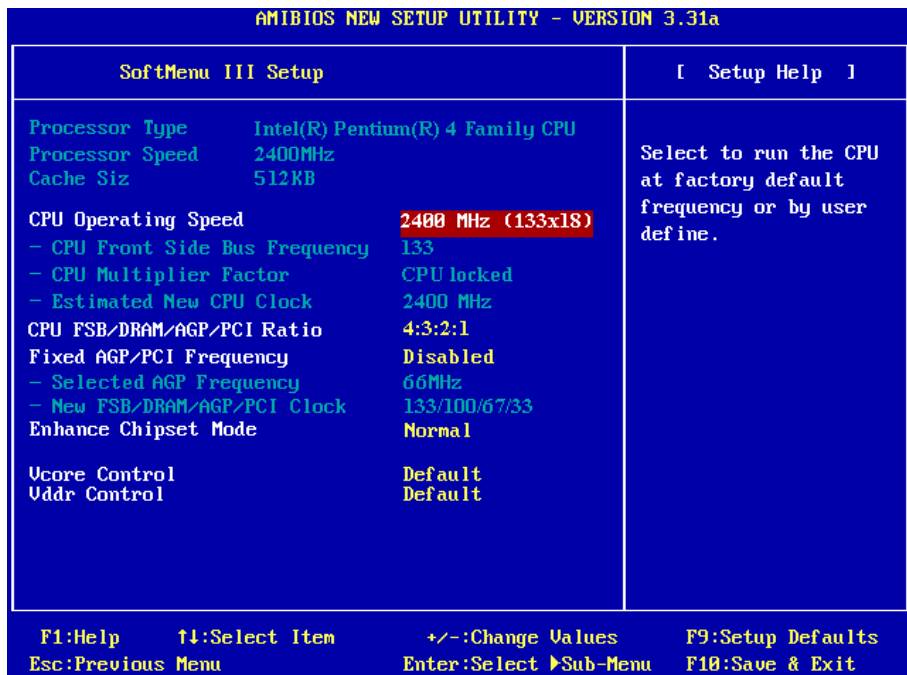 AMIBIOS NEW SETUP UTILITY - VERSION 3.31a
SoftMenu III Setup
[ Setup Help ]
Processor Type Intel(R) Pentium(R) 4 Family CPU
Processor Speed 2400MHz
Cache Siz 512KB
CPU Operating Speed 2400 MHz (133x18)
- CPU Front Side Bus Frequency 133
- CPU Multiplier Factor CPU locked
- Estimated New CPU Clock 2400 MHz
CPU FSB/DRAM/AGP/PCI Ratio 4:3:2:1
Fixed AGP/PCI Frequency Disabled
- Selected AGP Frequency 66MHz
- New FSB/DRAM/AGP/PCI Clock 133/100/67/33
Enhance Chipset Mode Normal
Vcore Control Default
Vddr Control Default
Select to run the CPU
at factory default
frequency or by user
define.
F1:Help ↑↓:Select Item +/-:Change Values F9:Setup Defaults
Esc:Previous Menu Enter:Select ▶Sub-Menu F10:Save & Exit